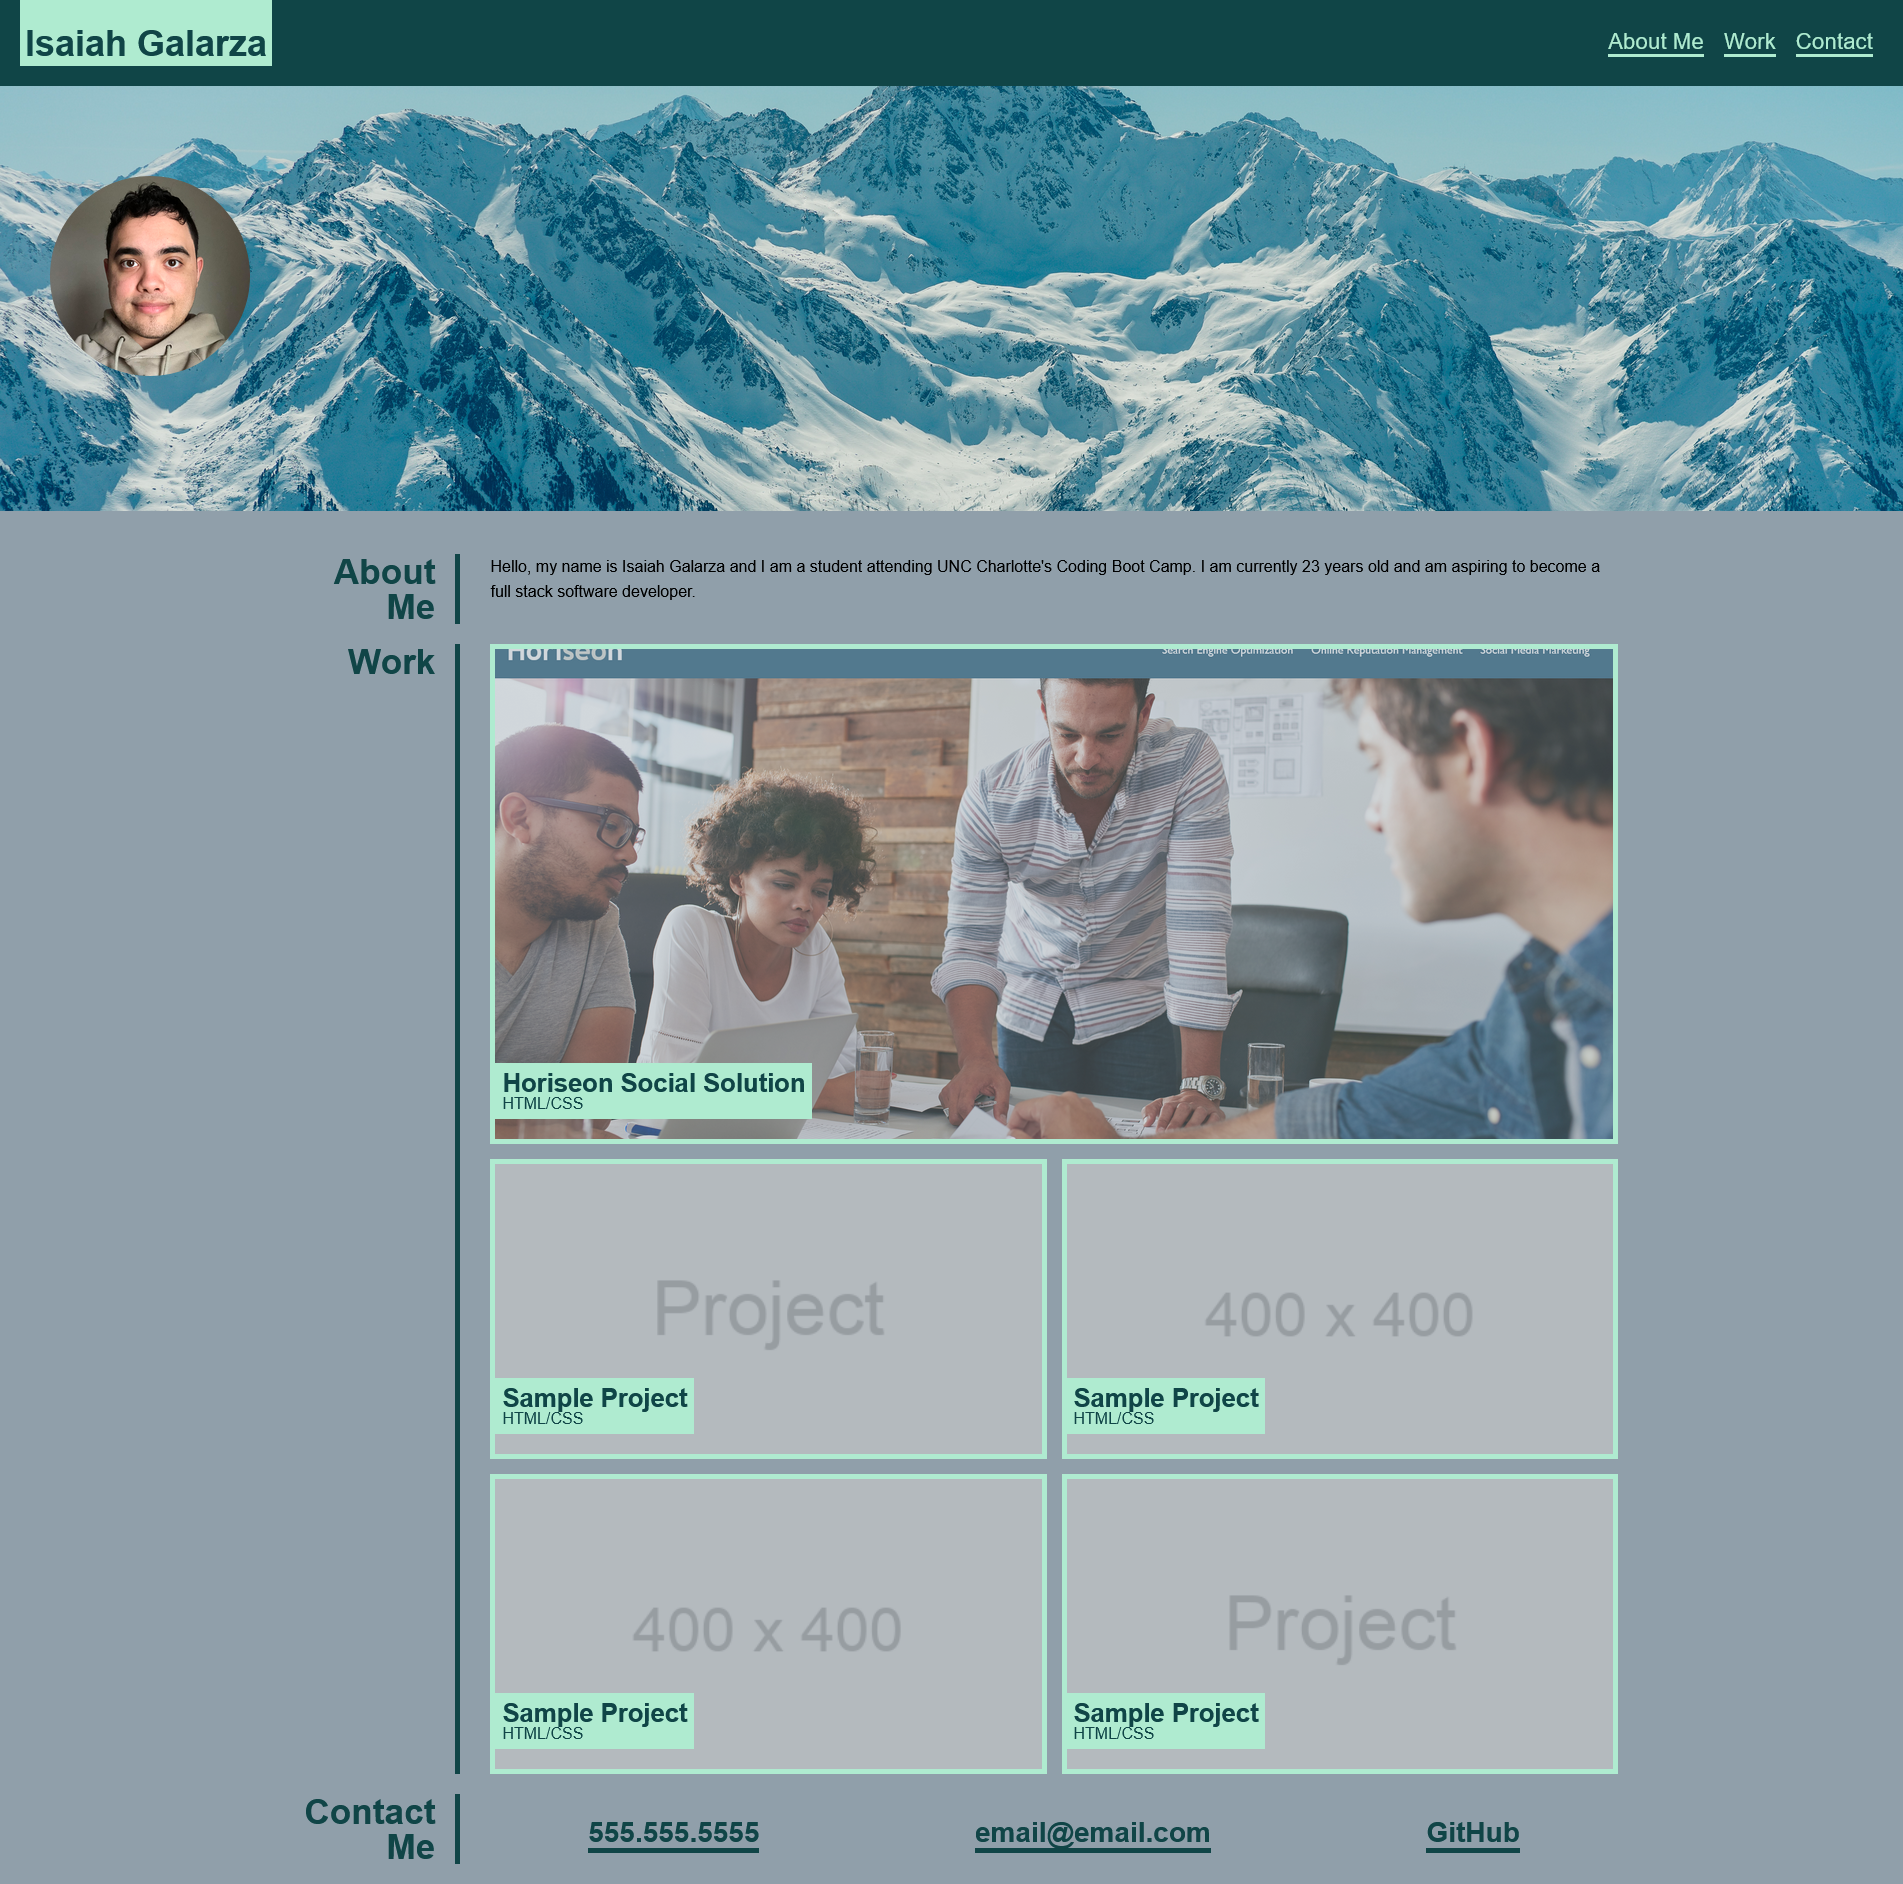 Isaiah Galarza
About Me Work Contact
About
Me
Hello, my name is Isaiah Galarza and I am a student attending UNC Charlotte's Coding Boot Camp. I am currently 23 years old and am aspiring to become a
full stack software developer.
Work
Horiseon
Search Engine Optimization Online Reputation Management Social Media Marketing
Horiseon Social Solution
HTML/CSS
Project
Sample Project
HTML/CSS
400 x 400
Sample Project
HTML/CSS
400 x 400
Sample Project
HTML/CSS
Project
Sample Project
HTML/CSS
Contact
Me
555.555.5555 email@email.com GitHub